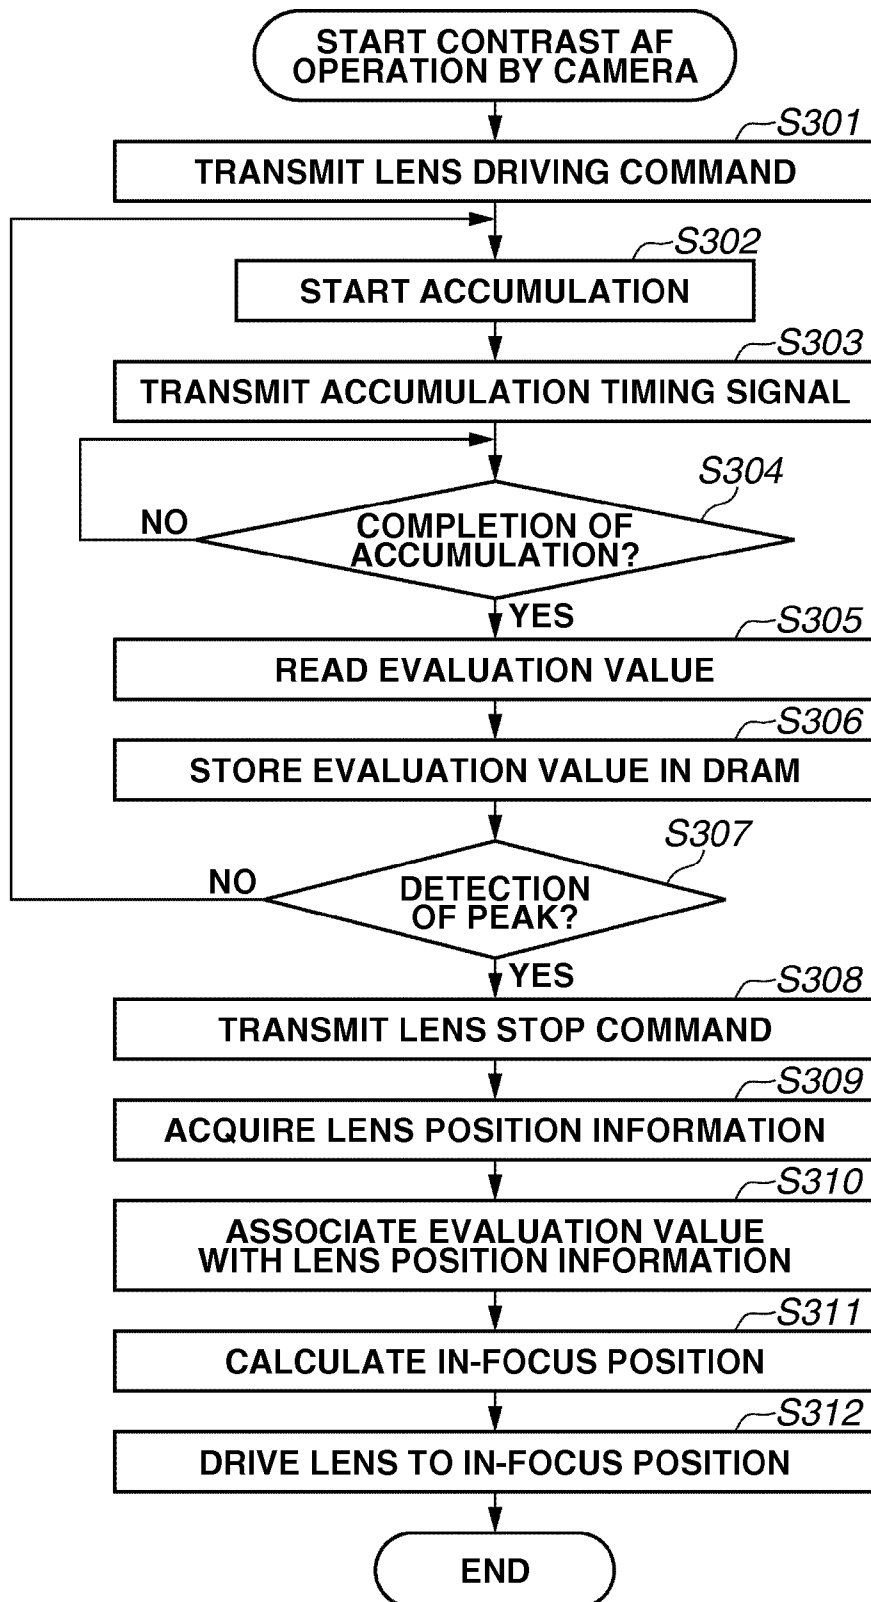 START CONTRAST AF
OPERATION BY CAMERA
S301
TRANSMIT LENS DRIVING COMMAND
S302
START ACCUMULATION
S303
TRANSMIT ACCUMULATION TIMING SIGNAL
S304
NO
COMPLETION OF
ACCUMULATION?
YES
S305
READ EVALUATION VALUE
S306
STORE EVALUATION VALUE IN DRAM
S307
NO
DETECTION
OF PEAK?
YES
S308
TRANSMIT LENS STOP COMMAND
S309
ACQUIRE LENS POSITION INFORMATION
S310
ASSOCIATE EVALUATION VALUE
WITH LENS POSITION INFORMATION
S311
CALCULATE IN-FOCUS POSITION
S312
DRIVE LENS TO IN-FOCUS POSITION
END